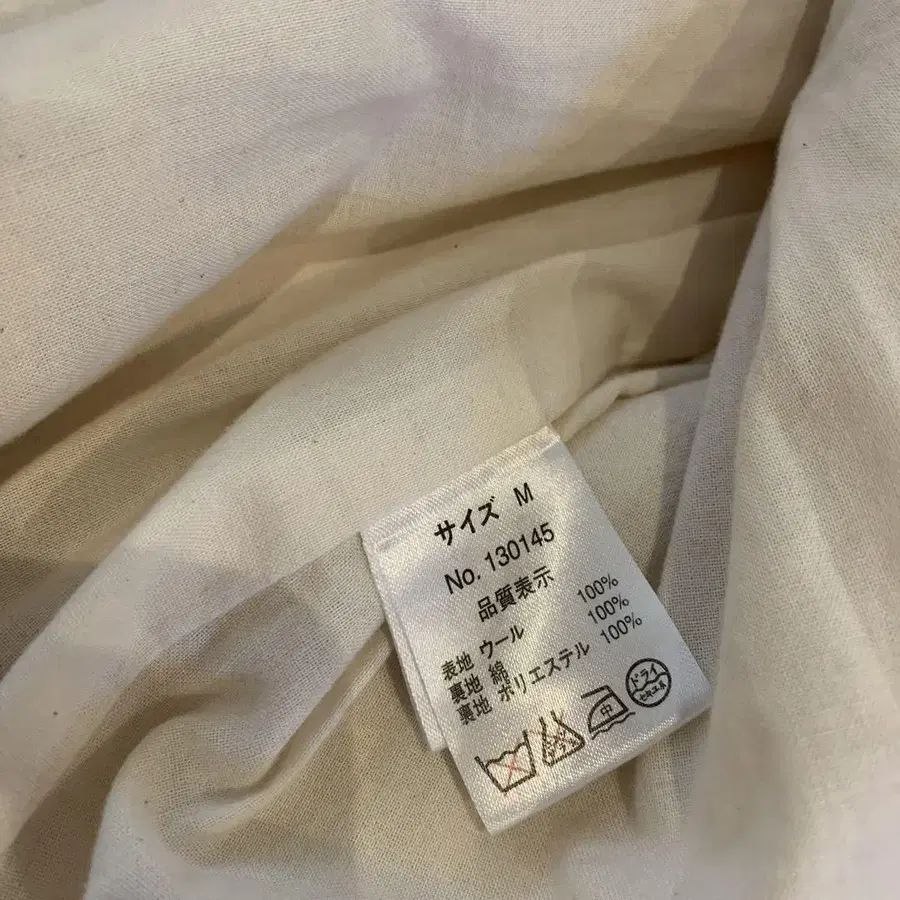 サイズ M
No. 130145
品質表示
表地 ウール 100%
裏地 綿 100%
裏地 ポリエステル 100%
中 ドライ